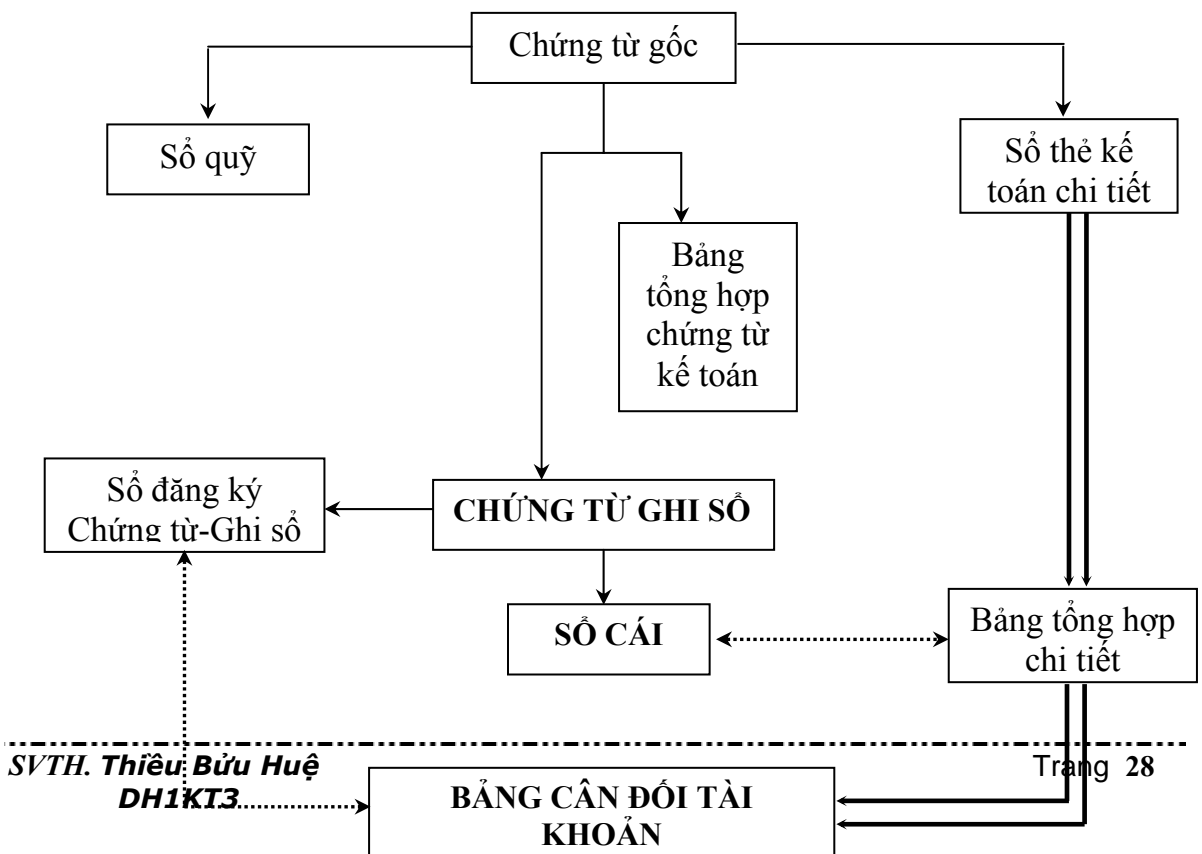 Chứng từ gốc
Sổ quỹ
Sổ thẻ kế
toán chi tiết
Bảng
tổng hợp
chứng từ
kế toán
Sổ đăng ký
Chứng từ-Ghi sổ
CHỨNG TỪ GHI SỔ
SỔ CÁI
Bảng tổng hợp
chi tiết
SVTH. Thiều Bửu Huệ
Trang 28
DH1KT3
BẢNG CÂN ĐỐI TÀI
KHOẢN